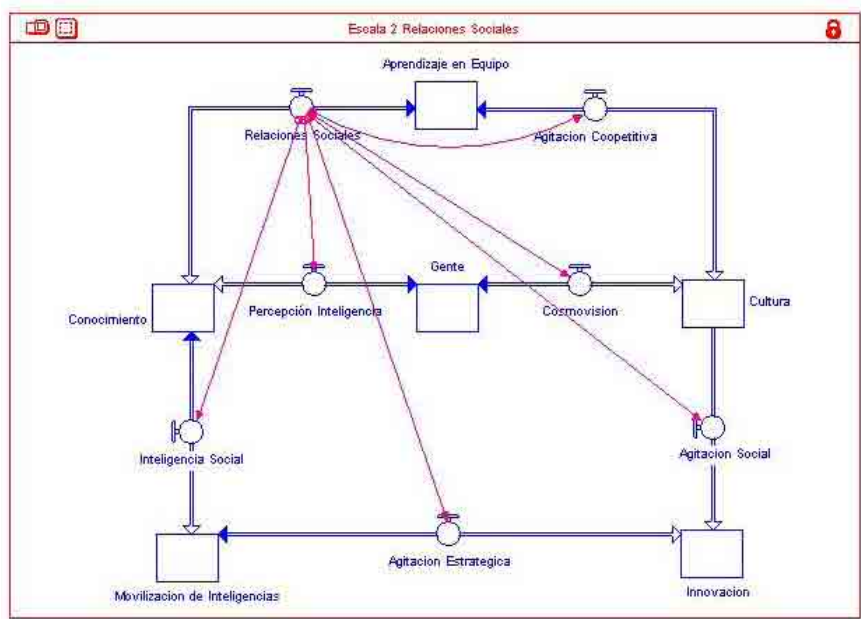 Escala 2 Relaciones Sociales
Aprendizaje en Equipo
Relaciones Sociales
Agitacion Coopetitiva
Gente
Conocimiento
Percepción Inteligencia
Cosmovision
Cultura
Inteligencia Social
Agitacion Social
Agitacion Estrategica
Movilizacion de Inteligencias
Innovacion